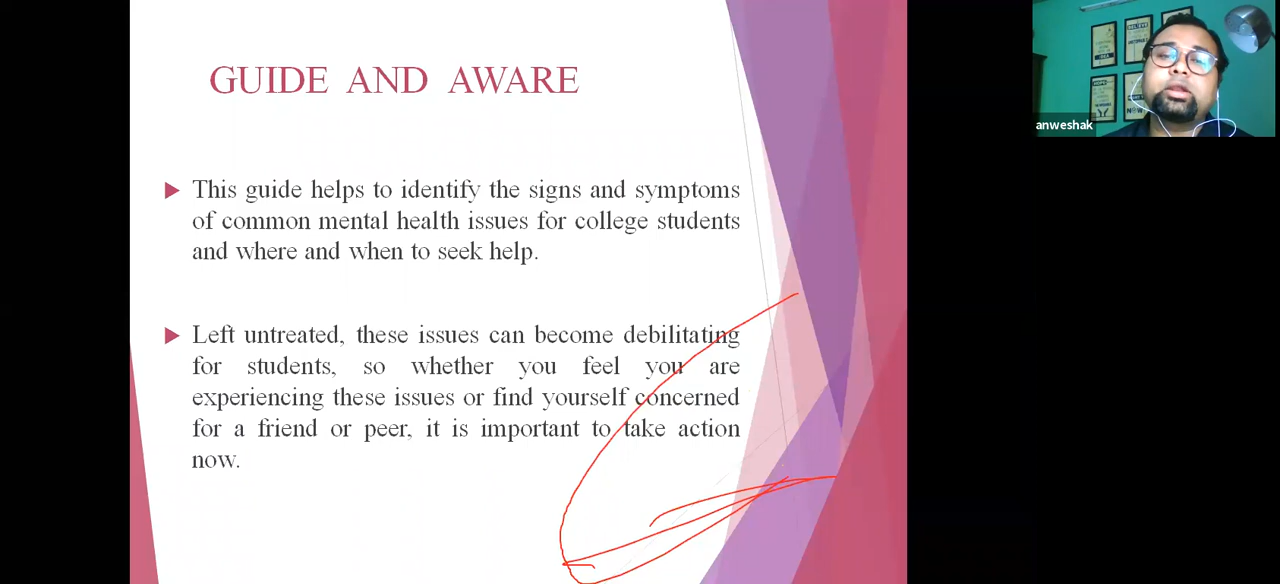 GUIDE AND AWARE
This guide helps to identify the signs and symptoms
of common mental health issues for college students
and where and when to seek help.
Left untreated, these issues can become debilitating
for students, so whether you feel you are
experiencing these issues or find yourself concerned
for a friend or peer, it is important to take action
now.
anweshak